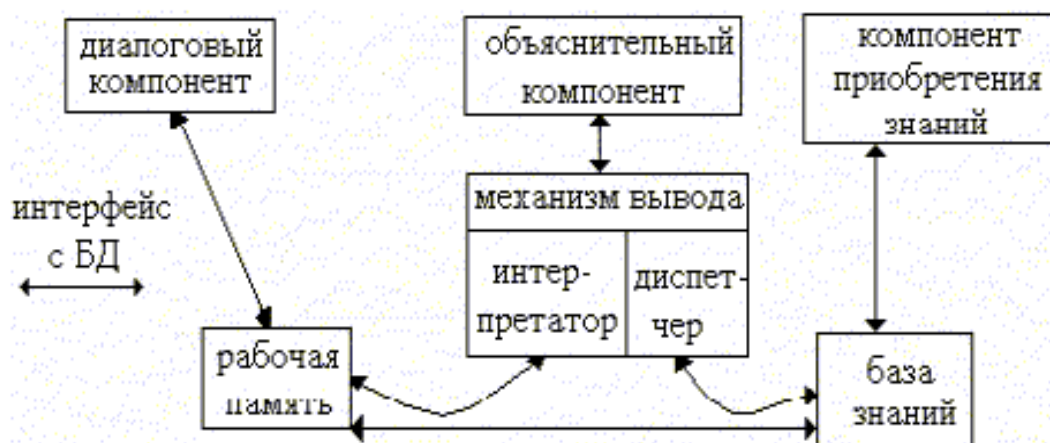 диалоговый
компонент
объяснительный
компонент
компонент
приобретения
знаний
интерфейс
с БД
механизм вывода
интер-
претатор
диспет-
чер
рабочая
память
база
знаний